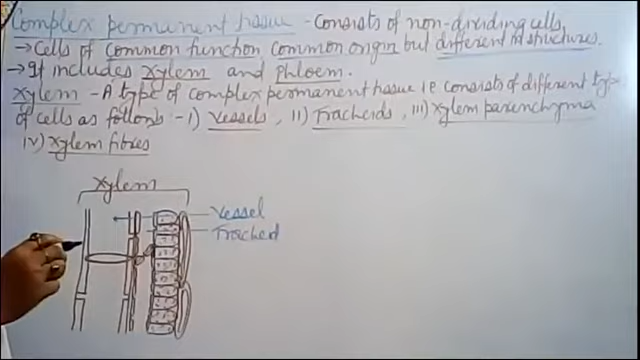 Complex permanent tissue - Consists of non-dividing cells,
→ Cells of common function common origin but different in structures.
→ It includes xylem and Phloem.
xylem - A type of complex permanent tissue i.e consists of different type
of cells as follows - i) Vessels, ii) Tracheids, iii) xylem parenchyma
iv) xylem fibres
xylem
Vessel
Tracheid